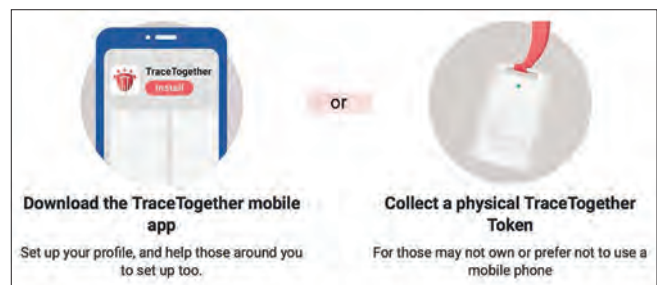 TraceTogether
Install
or
Download the TraceTogether mobile
app
Set up your profile, and help those around you
to set up too.
Collect a physical TraceTogether
Token
For those may not own or prefer not to use a
mobile phone